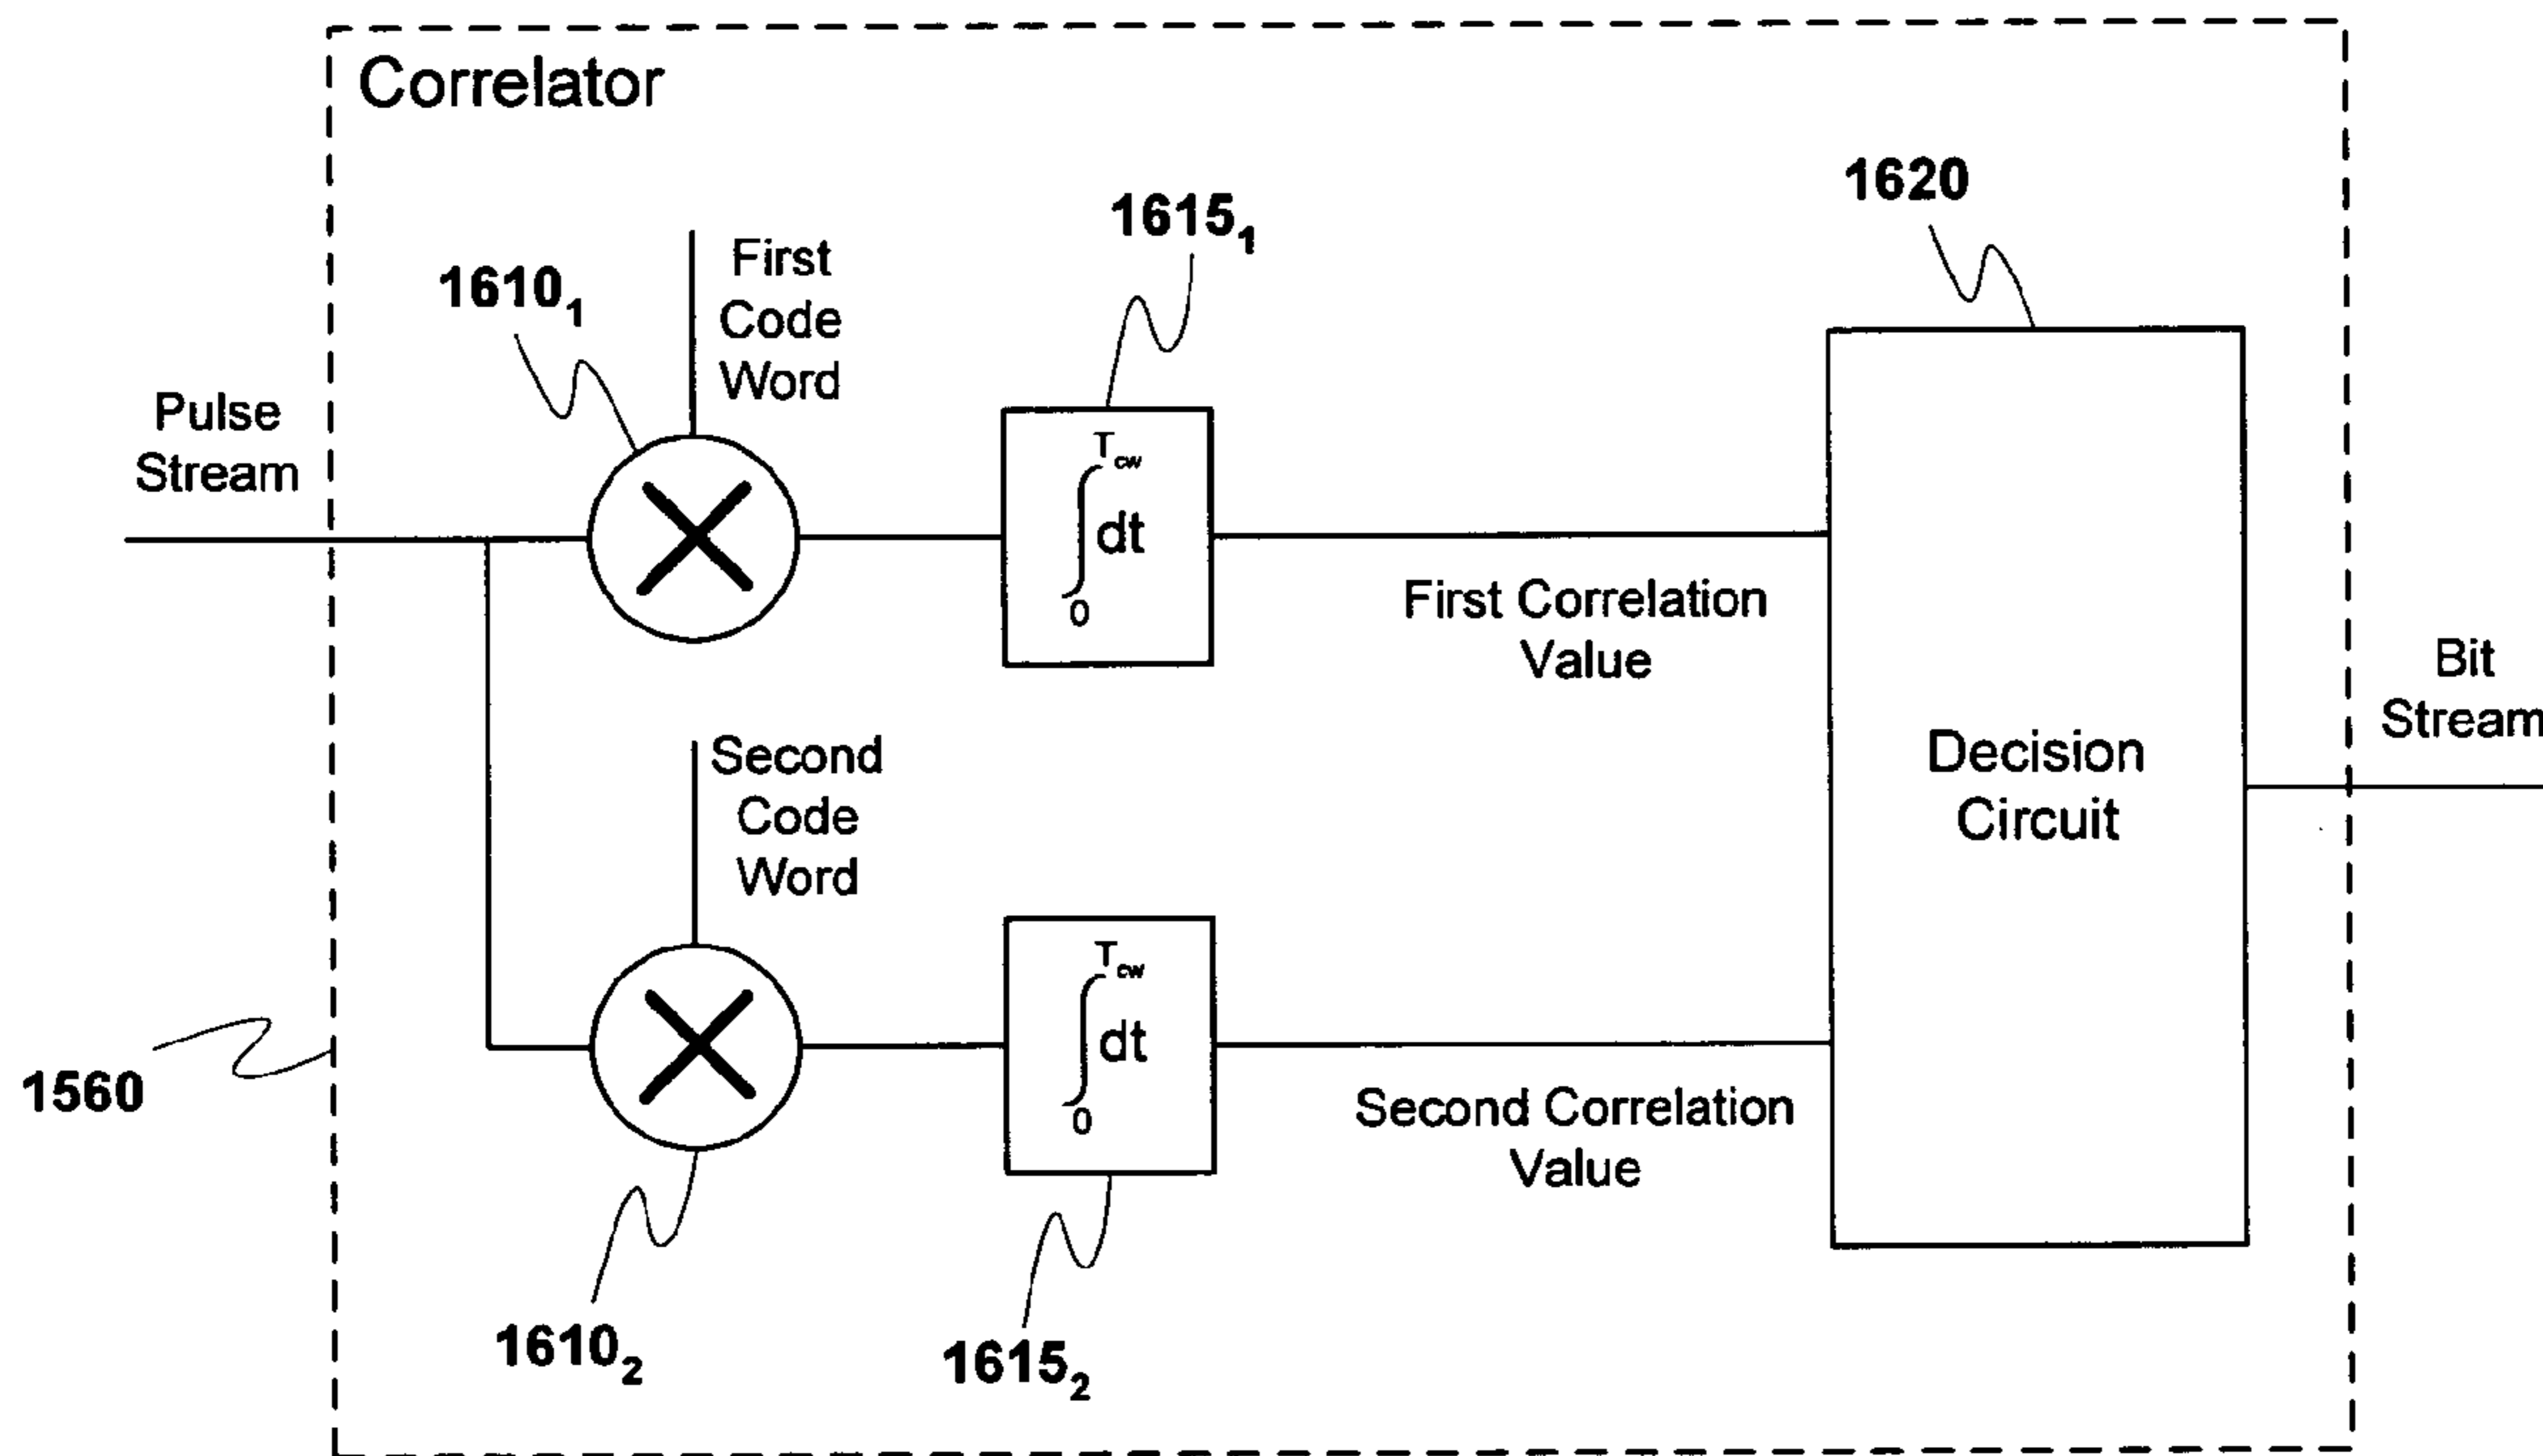 Correlator
1620
1615₁
First
Code
Word
1610₁
Pulse
Stream
T_cw
∫ dt
0
First Correlation
Value
Bit
Stream
Decision
Circuit
Second
Code
Word
T_cw
∫ dt
0
1560
Second Correlation
Value
1610₂
1615₂